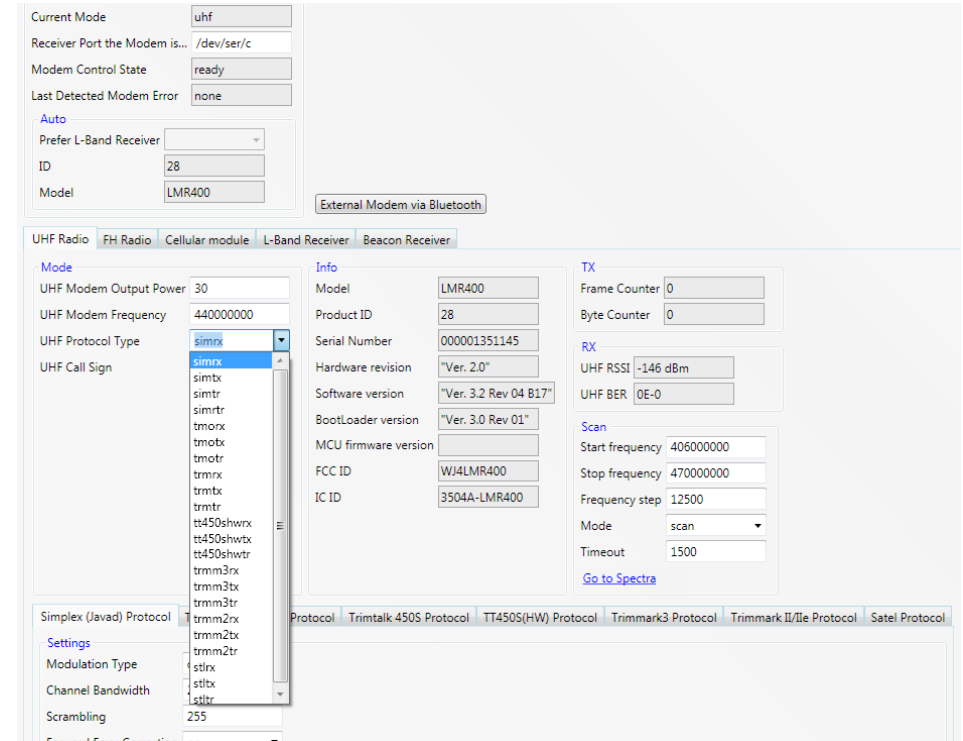 Current Mode uhf
Receiver Port the Modem is... /dev/ser/c
Modem Control State ready
Last Detected Modem Error none
Auto
Prefer L-Band Receiver
ID 28
Model LMR400
External Modem via Bluetooth
UHF Radio FH Radio Cellular module L-Band Receiver Beacon Receiver
Mode
UHF Modem Output Power 30
UHF Modem Frequency 440000000
UHF Protocol Type simrx
UHF Call Sign
simrx
simtx
simtr
simrtr
tmorx
tmotx
tmotr
trmrx
trmtx
trmtr
tt450shwrx
tt450shwtx
tt450shwtr
trmm3rx
trmm3tx
trmm3tr
trmm2rx
trmm2tx
trmm2tr
stlrx
stltx
stltr
Info
Model LMR400
Product ID 28
Serial Number 000001351145
Hardware revision "Ver. 2.0"
Software version "Ver. 3.2 Rev 04 B17"
BootLoader version "Ver. 3.0 Rev 01"
MCU firmware version
FCC ID WJ4LMR400
IC ID 3504A-LMR400
TX
Frame Counter 0
Byte Counter 0
RX
UHF RSSI -146 dBm
UHF BER 0E-0
Scan
Start frequency 406000000
Stop frequency 470000000
Frequency step 12500
Mode scan
Timeout 1500
Go to Spectra
Simplex (Javad) Protocol Protocol Trimtalk 450S Protocol TT450S(HW) Protocol Trimmark3 Protocol Trimmark II/IIe Protocol Satel Protocol
Settings
Modulation Type
Channel Bandwidth
Scrambling 255